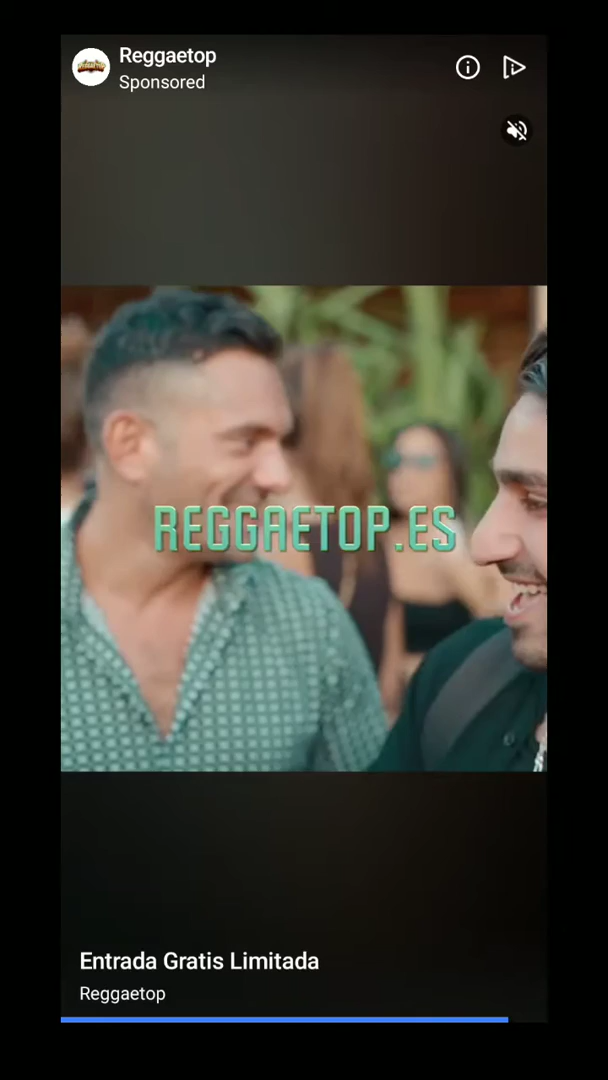 Reggaetop
Sponsored
REGGAETOP.ES
Entrada Gratis Limitada
Reggaetop